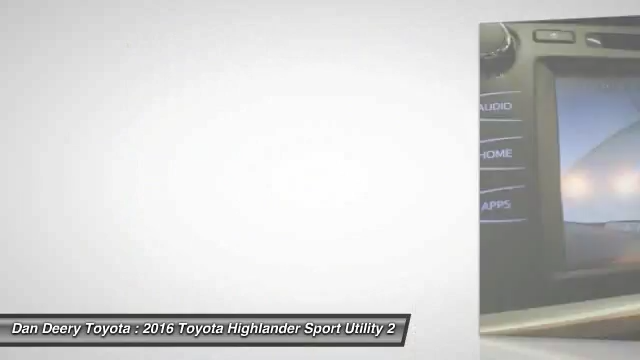 AUDIO
HOME
APPS
Dan Deery Toyota : 2016 Toyota Highlander Sport Utility 2